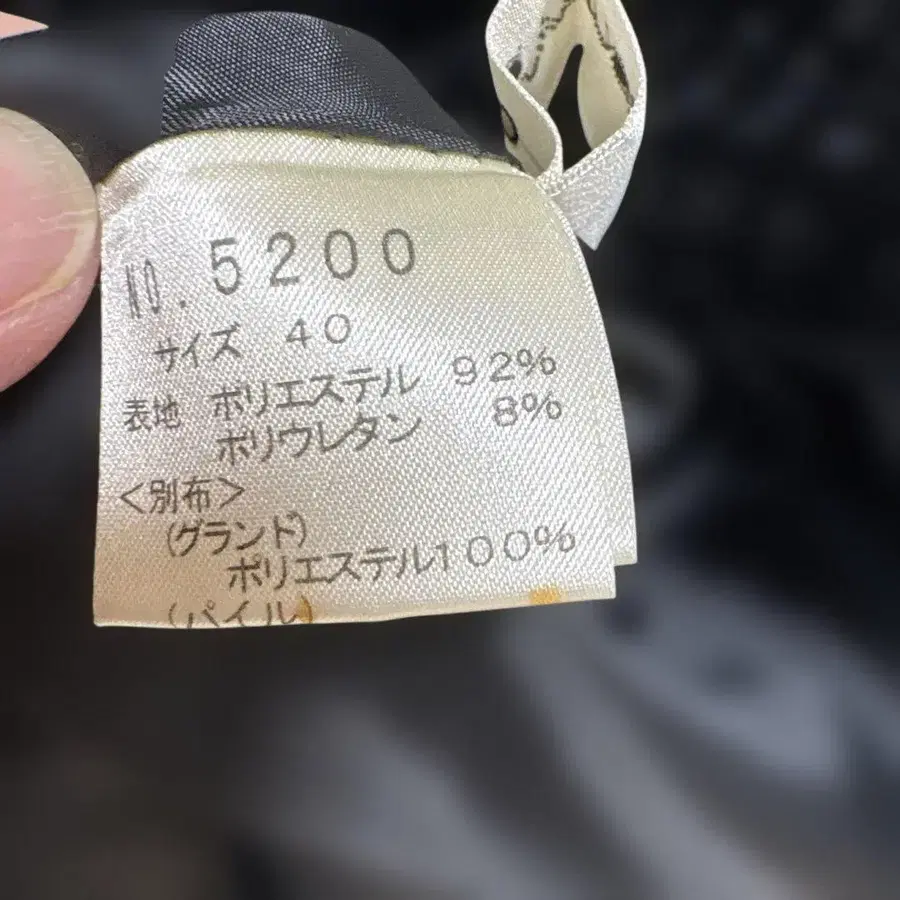 NO. 5200
サイズ 40
表地 ポリエステル 92%
ポリウレタン 8%
<別布>
(グランド)
ポリエステル100%
(パイル)